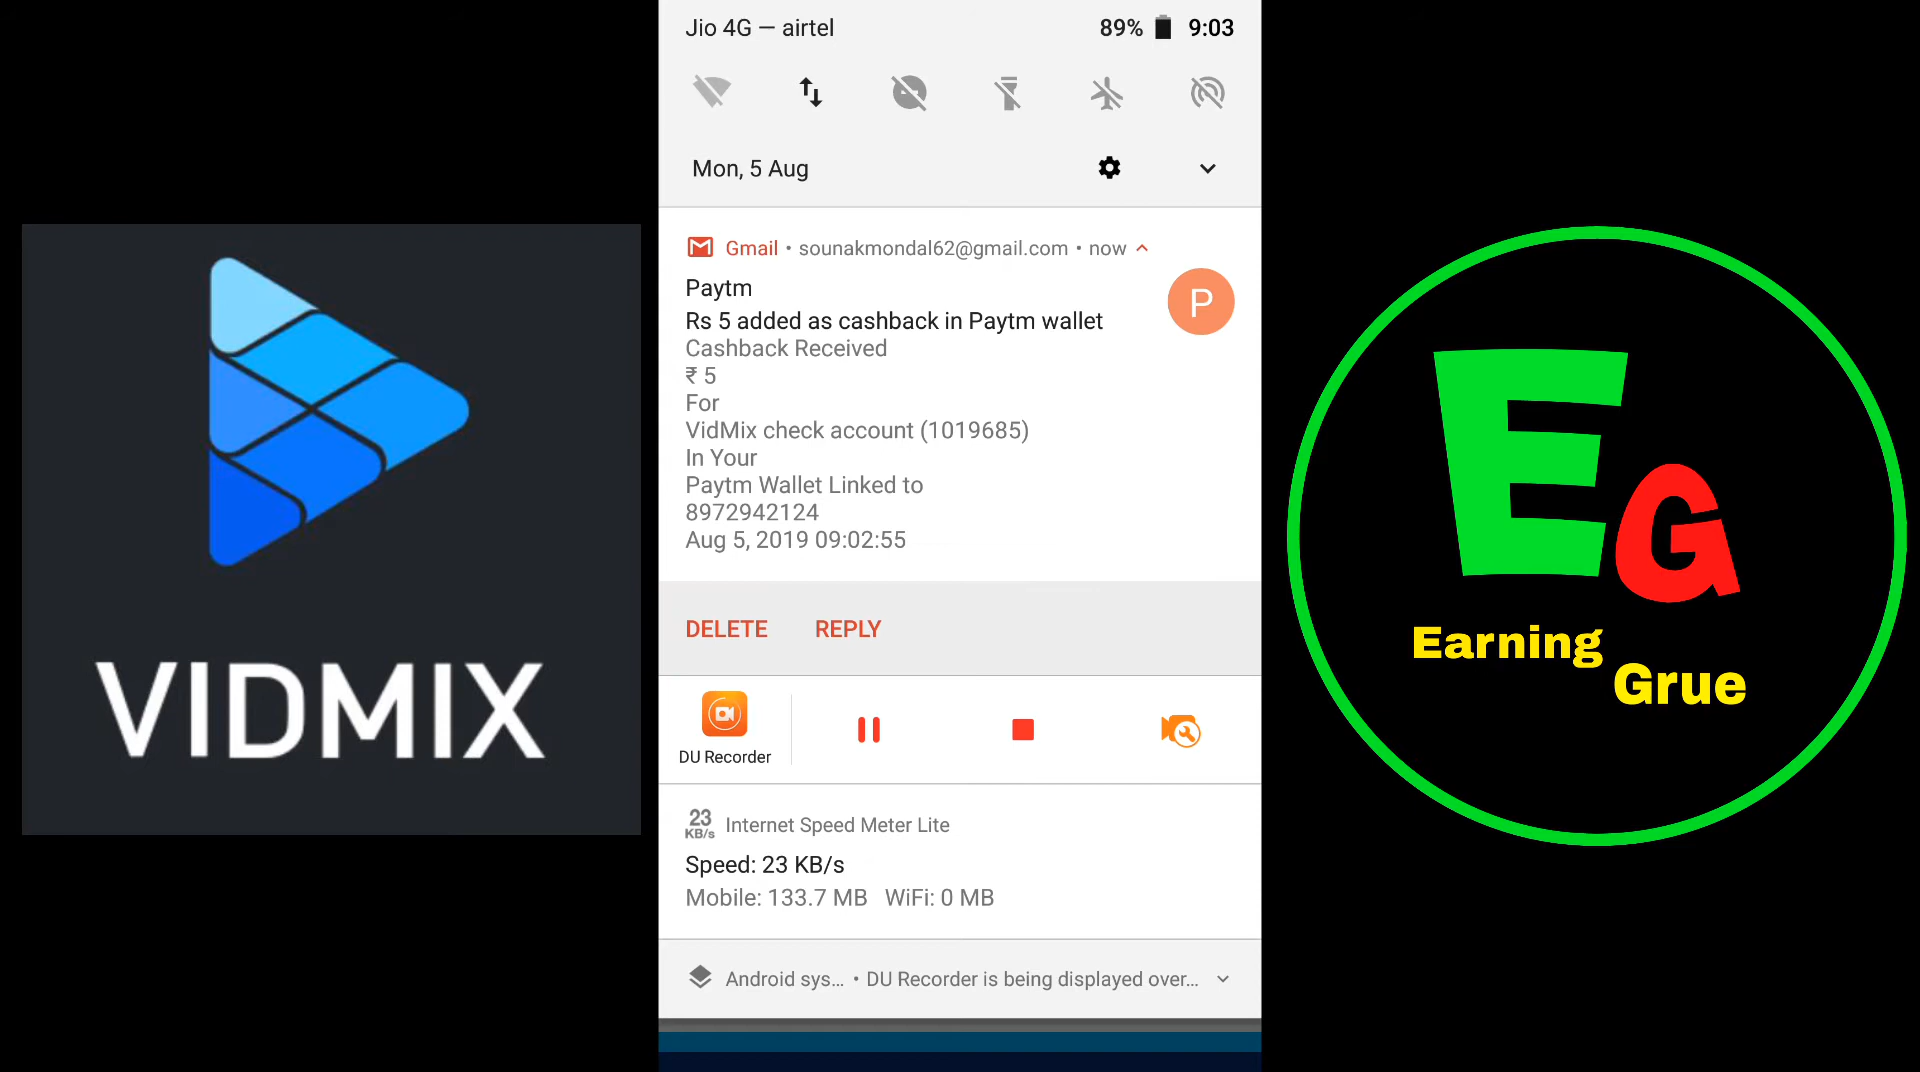 VIDMIX
Jio 4G — airtel 89% 9:03
Mon, 5 Aug
Gmail • sounakmondal62@gmail.com • now
Paytm
P
Rs 5 added as cashback in Paytm wallet
Cashback Received
₹ 5
For
VidMix check account (1019685)
In Your
Paytm Wallet Linked to
8972942124
Aug 5, 2019 09:02:55
DELETE REPLY
DU Recorder
23 KB/s Internet Speed Meter Lite
Speed: 23 KB/s
Mobile: 133.7 MB WiFi: 0 MB
Android sys... • DU Recorder is being displayed over...
EG
Earning
Grue